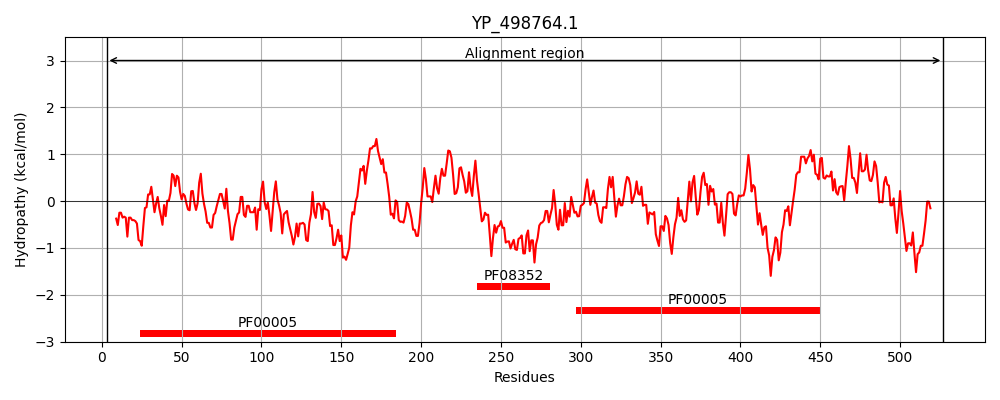 YP_498764.1
Alignment region
3
2
1
0
−1
−2
−3
Hydropathy (kcal/mol)
PF08352
PF00005
PF00005
0
50
100
150
200
250
300
350
400
450
500
Residues